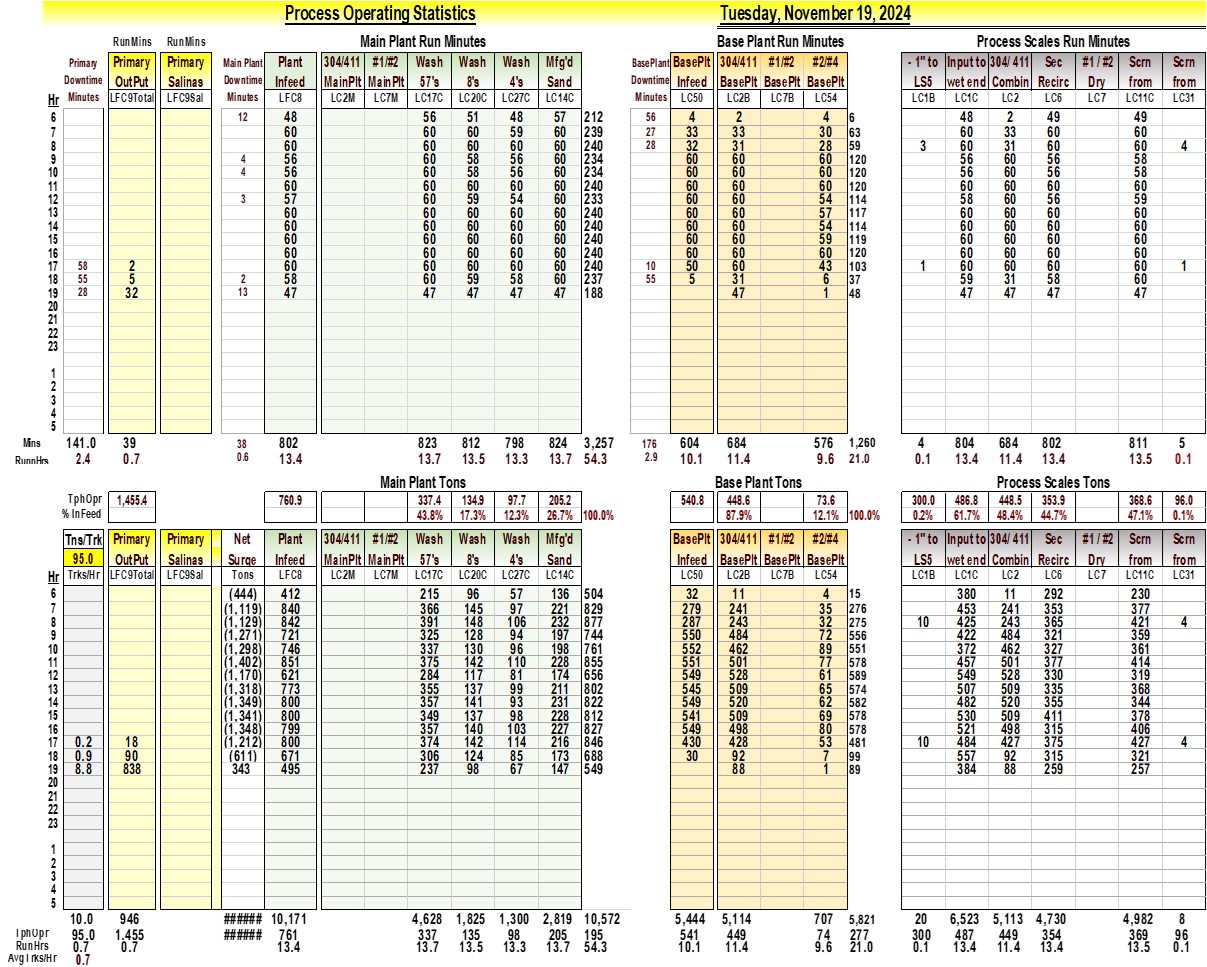 Process Operating Statistics Tuesday, November 19, 2024
RunMins RunMins Main Plant Run Minutes Base Plant Run Minutes Process Scales Run Minutes
Primary Primary Primary Main Plant Plant 304/411 #1/#2 Wash Wash Wash Mfg'd BasePlant BasePlt 304/411 #1/#2 #2/#4 - 1" to Input to 304/ 411 Sec #1 / #2 Scrn Scrn
Downtime OutPut Salinas Downtime Infeed MainPlt MainPlt 57's 8's 4's Sand Downtime Infeed BasePlt BasePlt BasePlt LS5 wet end Combin Recirc Dry from from
Hr Minutes LFC9Total LFC9Sal Minutes LFC8 LC2M LC7M LC17C LC20C LC27C LC14C Minutes LC50 LC2B LC7B LC54 LC1B LC1C LC2 LC6 LC7 LC11C LC31
6 12 48 56 51 48 57 212 56 4 2 4 6 48 2 49 49
7 60 60 60 59 60 239 27 33 33 30 63 60 33 60 60
8 60 60 60 60 60 240 28 32 31 28 59 3 60 31 60 60 4
9 4 56 60 58 56 60 234 60 60 60 120 56 60 56 58
10 4 56 60 58 56 60 234 60 60 60 120 56 60 56 58
11 60 60 60 60 60 240 60 60 60 120 60 60 60 60
12 3 57 60 59 54 60 233 60 60 54 114 58 60 56 59
13 60 60 60 60 60 240 60 60 57 117 60 60 60 60
14 60 60 60 60 60 240 60 60 54 114 60 60 60 60
15 60 60 60 60 60 240 60 60 59 119 60 60 60 60
16 60 60 60 60 60 240 60 60 60 120 60 60 60 60
17 58 2 60 60 60 60 60 240 10 50 60 43 103 1 60 60 60 60 1
18 55 5 2 58 60 59 58 60 237 55 5 31 6 37 59 31 58 60
19 28 32 13 47 47 47 47 47 188 47 1 48 47 47 47 47
20
21
22
23
1
2
3
4
5
Mins 141.0 39 38 802 823 812 798 824 3,257 176 604 684 576 1,260 4 804 684 802 811 5
RunnHrs 2.4 0.7 0.6 13.4 13.7 13.5 13.3 13.7 54.3 2.9 10.1 11.4 9.6 21.0 0.1 13.4 11.4 13.4 13.5 0.1
Main Plant Tons Base Plant Tons Process Scales Tons
TphOpr 1,455.4 760.9 337.4 134.9 97.7 205.2 540.8 448.6 73.6 300.0 486.8 448.5 353.9 368.6 96.0
% InFeed 43.8% 17.3% 12.3% 26.7% 100.0% 87.9% 12.1% 100.0% 0.2% 61.7% 48.4% 44.7% 47.1% 0.1%
Tns/Trk Primary Primary Net Plant 304/411 #1/#2 Wash Wash Wash Mfg'd BasePlt 304/411 #1/#2 #2/#4 - 1" to Input to 304/ 411 Sec #1 / #2 Scrn Scrn
95.0 OutPut Salinas Surge Infeed MainPlt MainPlt 57's 8's 4's Sand Infeed BasePlt BasePlt BasePlt LS5 wet end Combin Recirc Dry from from
Hr Trks/Hr LFC9Total LFC9Sal Tons LFC8 LC2M LC7M LC17C LC20C LC27C LC14C LC50 LC2B LC7B LC54 LC1B LC1C LC2 LC6 LC7 LC11C LC31
6 (444) 412 215 96 57 136 504 32 11 4 15 380 11 292 230
7 (1,119) 840 366 145 97 221 829 279 241 35 276 453 241 353 377
8 (1,129) 842 391 148 106 232 877 287 243 32 275 10 425 243 365 421 4
9 (1,271) 721 325 128 94 197 744 550 484 72 556 422 484 321 359
10 (1,298) 746 337 130 96 198 761 552 462 89 551 372 462 327 361
11 (1,402) 851 375 142 110 228 855 551 501 77 578 457 501 377 414
12 (1,170) 621 284 117 81 174 656 549 528 61 589 549 528 330 319
13 (1,318) 773 355 137 99 211 802 545 509 65 574 507 509 335 368
14 (1,349) 800 357 141 93 231 822 549 520 62 582 482 520 355 344
15 (1,341) 800 349 137 98 228 812 541 509 69 578 530 509 411 378
16 (1,348) 799 357 140 103 227 827 549 498 80 578 521 498 315 406
17 0.2 18 (1,212) 800 374 142 114 216 846 430 428 53 481 10 484 427 375 427 4
18 0.9 90 (611) 671 306 124 85 173 688 30 92 7 99 557 92 315 321
19 8.8 838 343 495 237 98 67 147 549 88 1 89 384 88 259 257
20
21
22
23
1
2
3
4
5
10.0 946 ###### 10,171 4,628 1,825 1,300 2,819 10,572 5,444 5,114 707 5,821 20 6,523 5,113 4,730 4,982 8
TphOpr 95.0 1,455 ###### 761 337 135 98 205 195 541 449 74 277 300 487 449 354 369 96
RunHrs 0.7 0.7 13.4 13.7 13.5 13.3 13.7 54.3 10.1 11.4 9.6 21.0 0.1 13.4 11.4 13.4 13.5 0.1
AvgTrks/Hr 0.7